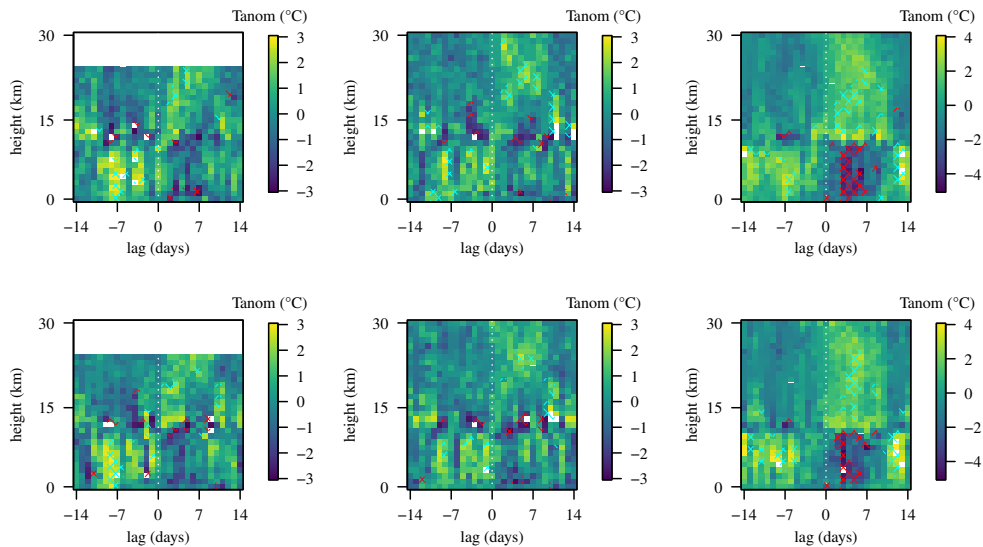 Tanom (°C) Tanom (°C) Tanom (°C)
30 3 30 3 30 4
2 2
height (km) 1 height (km) 1 height (km) 2
15 0 15 0 15 0
−1 −1 −2
−2 −2 −4
0 −3 0 −3 0
−14 −7 0 7 14 −14 −7 0 7 14 −14 −7 0 7 14
lag (days) lag (days) lag (days)
Tanom (°C) Tanom (°C) Tanom (°C)
30 3 30 3 30 4
2 2
height (km) 1 height (km) 1 height (km) 2
15 0 15 0 15 0
−1 −1 −2
−2 −2 −4
0 −3 0 −3 0
−14 −7 0 7 14 −14 −7 0 7 14 −14 −7 0 7 14
lag (days) lag (days) lag (days)